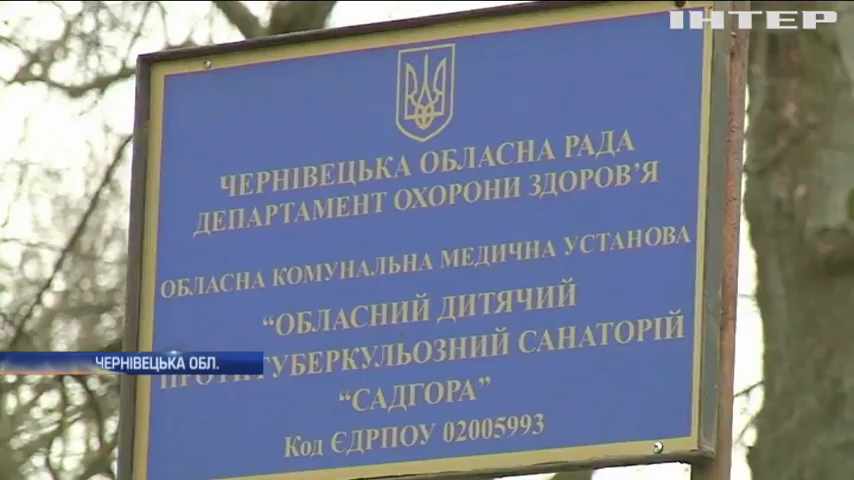 ІНТЕР
ЧЕРНІВЕЦЬКА ОБЛАСНА РАДА
ДЕПАРТАМЕНТ ОХОРОНИ ЗДОРОВ’Я
ОБЛАСНА КОМУНАЛЬНА МЕДИЧНА УСТАНОВА
“ОБЛАСНИЙ ДИТЯЧИЙ
ПРОТИТУБЕРКУЛЬОЗНИЙ САНАТОРІЙ
“САДГОРА”
Код ЄДРПОУ 02005993
ЧЕРНІВЕЦЬКА ОБЛ.